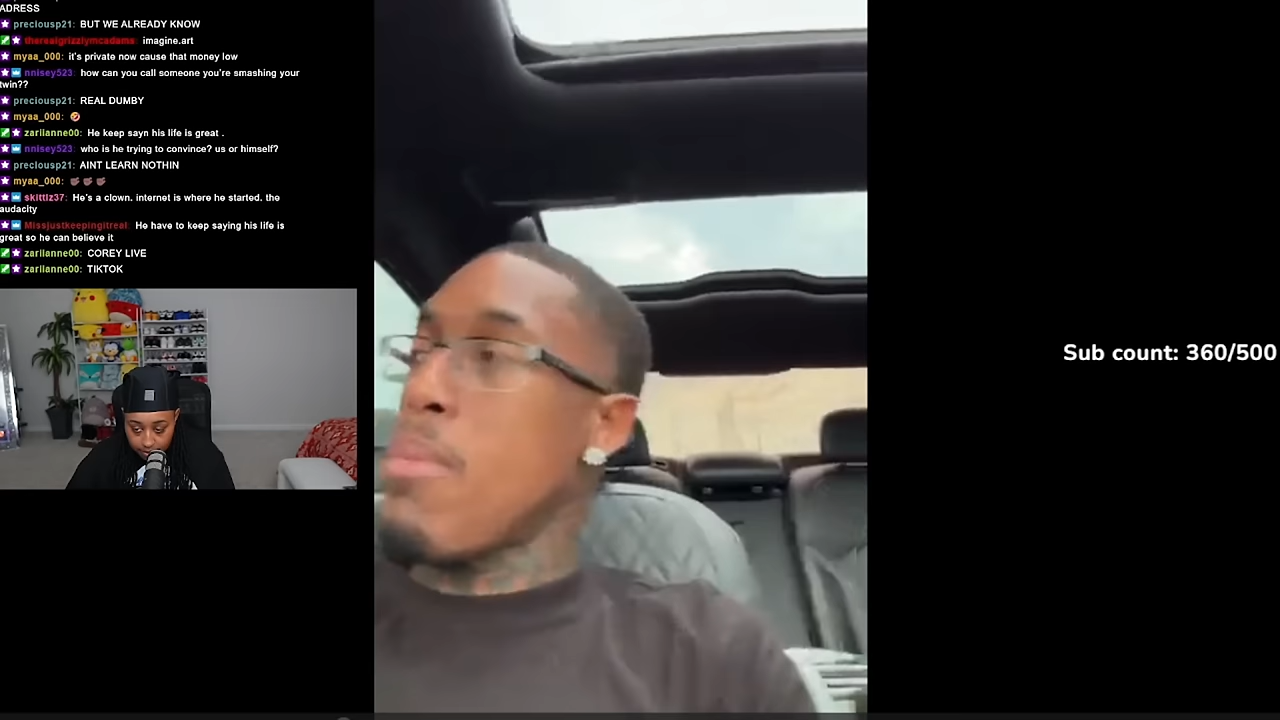 ADRESS
preciousp21: BUT WE ALREADY KNOW
therealgrizzlymcadams: imagine.art
myaa_000: it's private now cause that money low
nnisey523: how can you call someone you're smashing your
twin??
preciousp21: REAL DUMBY
myaa_000:
zarilanne00: He keep sayn his life is great .
nnisey523: who is he trying to convince? us or himself?
preciousp21: AINT LEARN NOTHIN
myaa_000:
skittlz37: He's a clown. internet is where he started. the
audacity
Missjustkeepingitreal: He have to keep saying his life is
great so he can believe it
zarilanne00: COREY LIVE
zarilanne00: TIKTOK
Sub count: 360/500